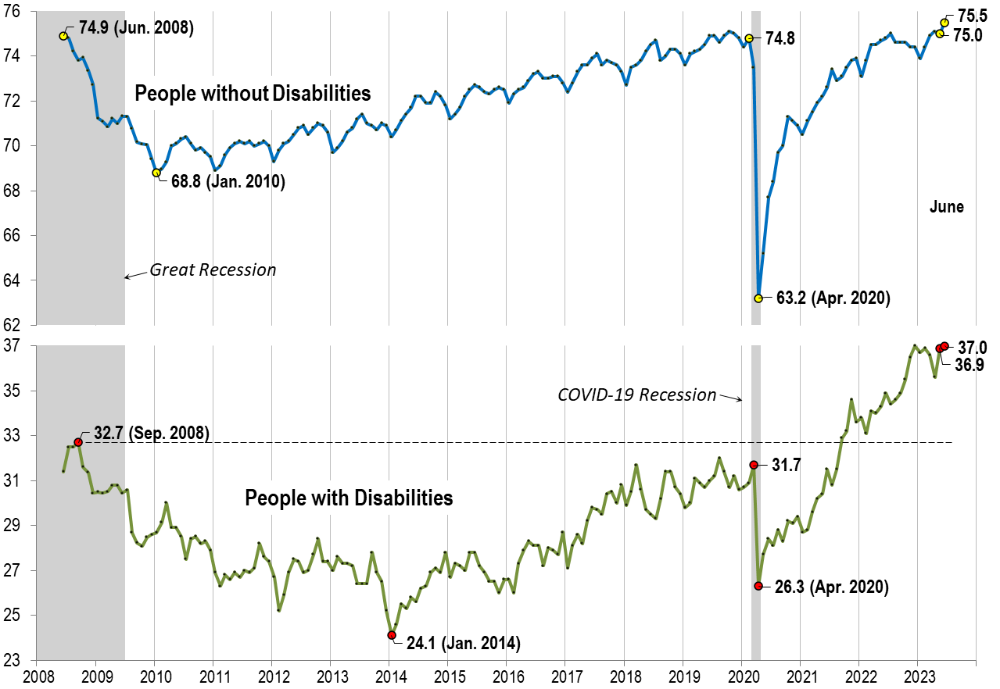 76
74
72
70
68
66
64
62
74.9 (Jun. 2008)
People without Disabilities
68.8 (Jan. 2010)
Great Recession
74.8
63.2 (Apr. 2020)
75.5
75.0
June
37
35
33
31
29
27
25
23
32.7 (Sep. 2008)
People with Disabilities
24.1 (Jan. 2014)
COVID-19 Recession
31.7
26.3 (Apr. 2020)
37.0
36.9
2008 2009 2010 2011 2012 2013 2014 2015 2016 2017 2018 2019 2020 2021 2022 2023